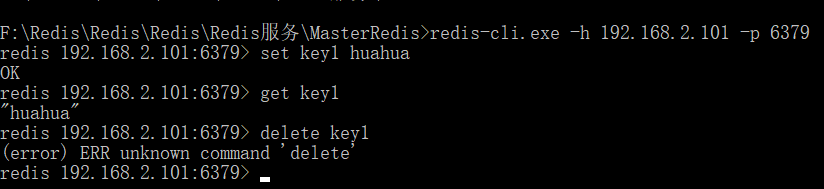 F:\Redis\Redis\Redis\Redis服务\MasterRedis>redis-cli.exe -h 192.168.2.101 -p 6379
redis 192.168.2.101:6379> set key1 huahua
OK
redis 192.168.2.101:6379> get key1
"huahua"
redis 192.168.2.101:6379> delete key1
(error) ERR unknown command 'delete'
redis 192.168.2.101:6379>